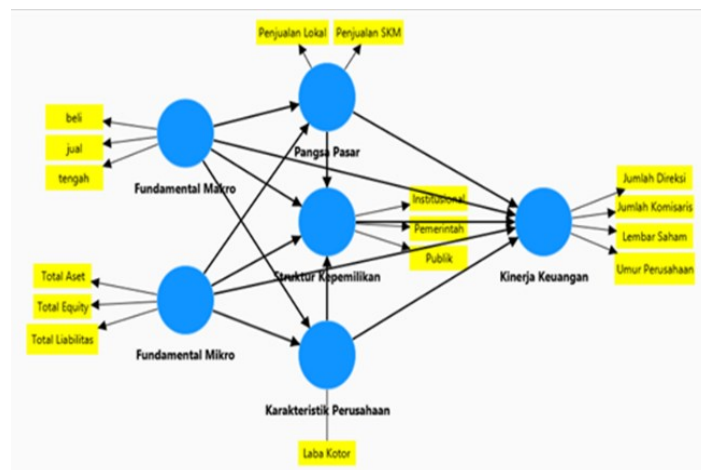 Penjualan Lokal
Penjualan SKM
beli
jual
tengah
Fundamental Makro
Pangsa Pasar
Institusional
Pemerintah
Publik
Struktur Kepemilikan
Jumlah Direksi
Jumlah Komisaris
Lembar Saham
Umur Perusahaan
Kinerja Keuangan
Total Aset
Total Equity
Total Liabilitas
Fundamental Mikro
Karakteristik Perusahaan
Laba Kotor